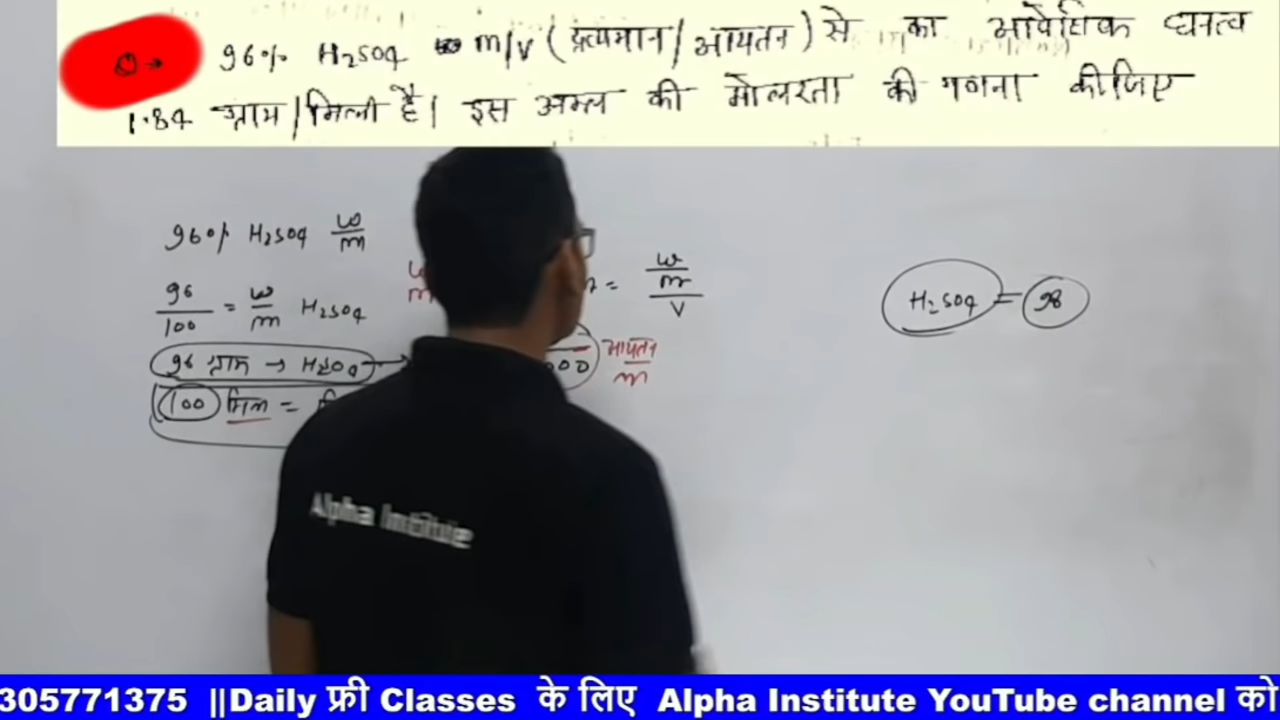 Q → 96% H₂SO₄ m/v (द्रव्यमान/आयतन) से का आपेक्षिक घनत्व
1.84 ग्राम/मिली है। इस अम्ल की मोलरता की गणना कीजिए
96% H₂SO₄ w/m
96/100 = w/m H₂SO₄
96 ग्राम → H₂SO₄ →
100 मिल =
= w/m / V
आयतन/m
H₂SO₄ = 98
Alpha Institute
305771375 ||Daily फ्री Classes के लिए Alpha Institute YouTube channel को